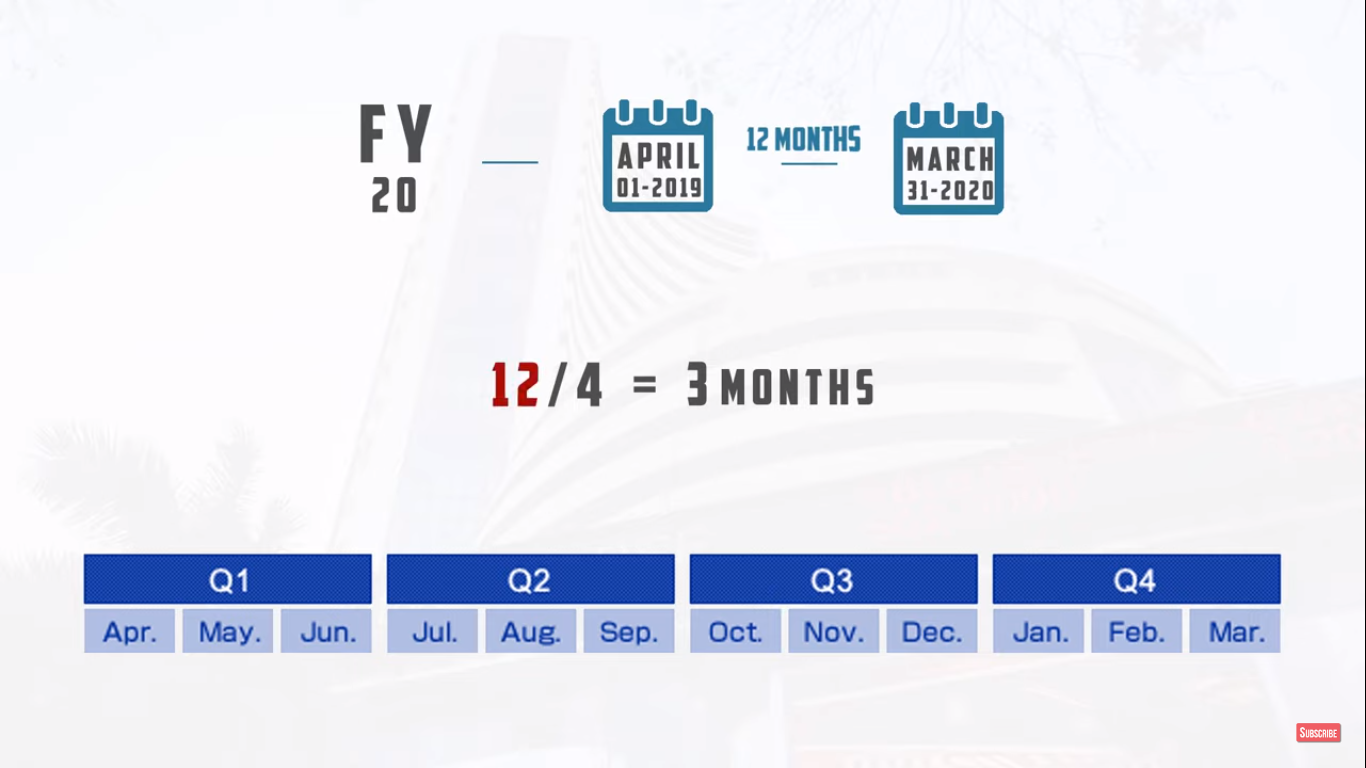 FY
20
APRIL
01-2019
12 MONTHS
MARCH
31-2020
12/4 = 3 MONTHS
Q1 Q2 Q3 Q4
Apr. May. Jun. Jul. Aug. Sep. Oct. Nov. Dec. Jan. Feb. Mar.
SUBSCRIBE